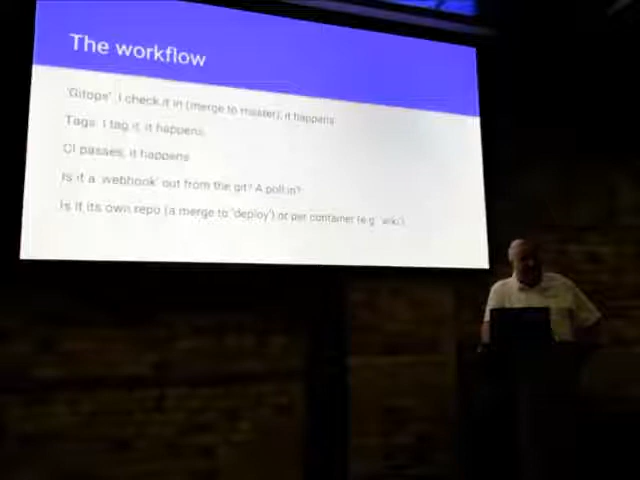 The workflow
'Gitops'. I check it in (merge to master), it happens
Tags. I tag it, it happens.
CI passes, it happens
Is it a 'webhook' out from the git? A poll in?
Is it its own repo (a merge to 'deploy') or per container (e.g. 'wiki')